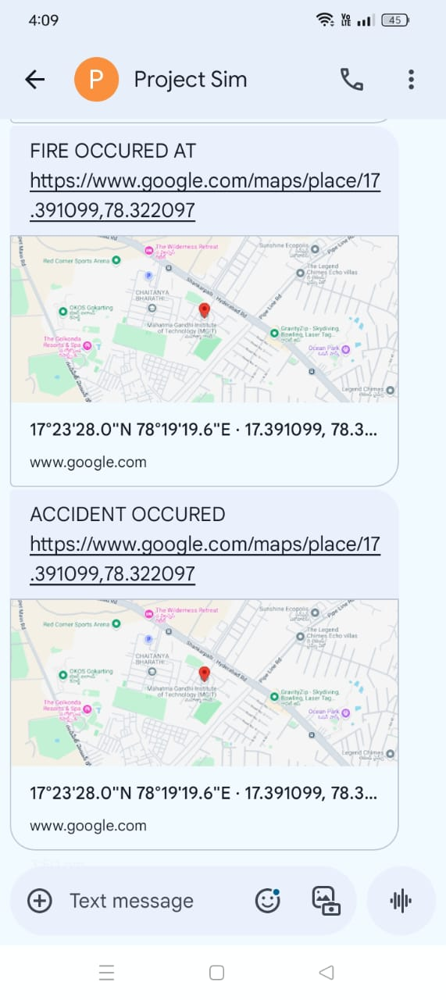 4:09
Vo
LTE
45
P
Project Sim
FIRE OCCURED AT
https://www.google.com/maps/place/17
.391099,78.322097
The Wilderness Retreat
Sunshine Ecopolis
Pipe Line R
Red Corner Sports Arena
The Legend
Chimes Echo villas
P
Shankarpalli - Hyderabad Rd
CHAITANYA
BHARATHI...
Pipe Line Rd
OKOS Gokarting
Mahatma Gandhi Institute
of Technology (MGIT)
GravityZip - Skydiving,
Bowling, Laser Tag...
The Golkonda
Resorts & Spa
Ocean Park
Legend Chimes
17°23'28.0"N 78°19'19.6"E · 17.391099, 78.3...
www.google.com
ACCIDENT OCCURED
https://www.google.com/maps/place/17
.391099,78.322097
The Wilderness Retreat
Sunshine Ecopolis
Pipe Line R
Red Corner Sports Arena
The Legend
Chimes Echo villas
P
Shankarpalli - Hyderabad Rd
CHAITANYA
BHARATHI...
Pipe Line Rd
OKOS Gokarting
Mahatma Gandhi Institute
of Technology (MGIT)
GravityZip - Skydiving,
Bowling, Laser Tag...
The Golkonda
Resorts & Spa
Ocean Park
Legend Chimes
17°23'28.0"N 78°19'19.6"E · 17.391099, 78.3...
www.google.com
Text message